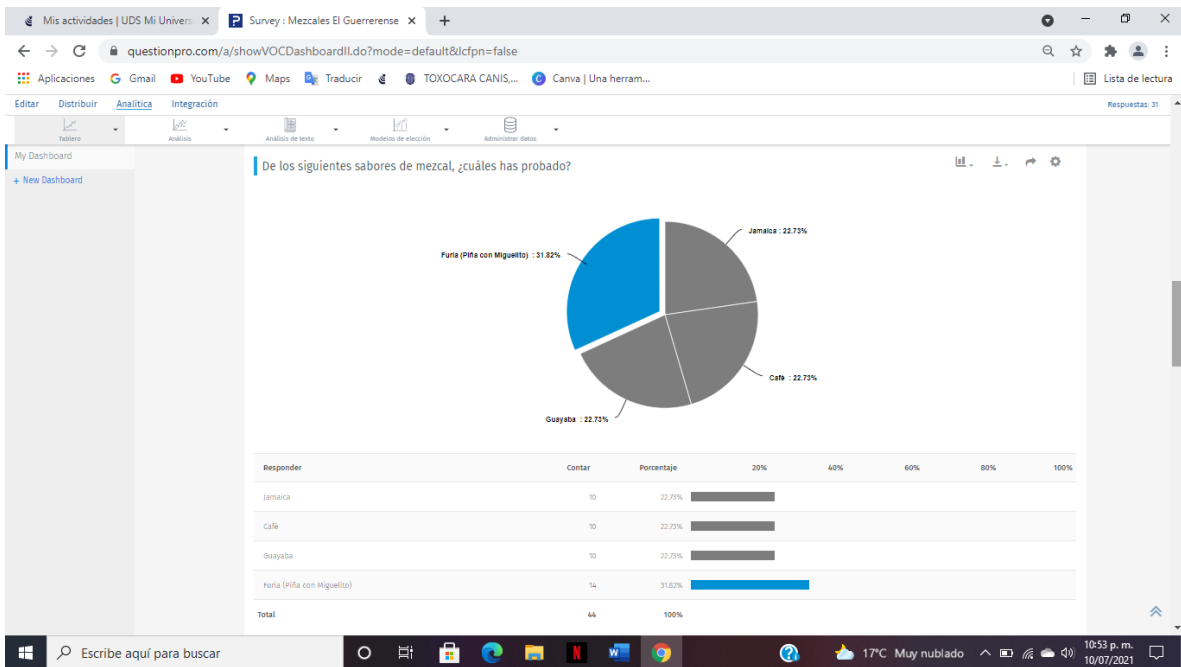 Mis actividades | UDS Mi Univers
Survey : Mezcales El Guerrerense
questionpro.com/a/showVOCDashboardII.do?mode=default&lcfpn=false
Aplicaciones Gmail YouTube Maps Traducir TOXOCARA CANIS,... Canva | Una herram... Lista de lectura
Editar Distribuir Analítica Integración Respuestas: 31
Tablero Análisis Análisis de texto Modelos de elección Administrar datos
My Dashboard
+ New Dashboard
De los siguientes sabores de mezcal, ¿cuáles has probado?
Jamaica : 22.73%
Furia (Piña con Miguelito) : 31.82%
Cafè : 22.73%
Guayaba : 22.73%
Responder Contar Porcentaje 20% 40% 60% 80% 100%
Jamaica 10 22.73%
Cafè 10 22.73%
Guayaba 10 22.73%
Furia (Piña con Miguelito) 14 31.82%
Total 44 100%
Escribe aquí para buscar
17°C Muy nublado
10:53 p. m.
10/07/2021